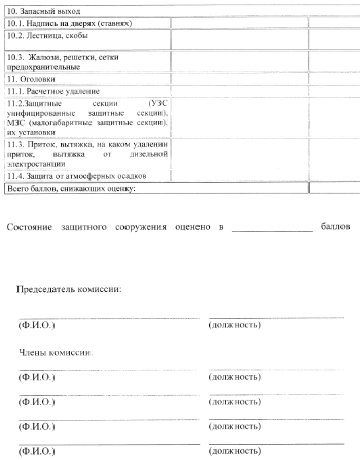 10. Запасный выход
10.1. Надпись на дверях (ставнях)
10.2. Лестница, скобы
10.3. Жалюзи, решетки, сетки
предохранительные
11. Оголовки
11.1. Расчетное удаление
11.2.Защитные секции (УЗС
унифицированные защитные секции),
МЗС (малогабаритные защитные секции),
их установки
11.3. Приток, вытяжка, на каком удалении
приток, вытяжка от дизельной
электростанции
11.4. Защита от атмосферных осадков
Всего баллов, снижающих оценку:
Состояние защитного сооружения оценено в ______________ баллов
Председатель комиссии:
(Ф.И.О.) (должность)
Члены комиссии:
(Ф.И.О.) (должность)
(Ф.И.О.) (должность)
(Ф.И.О.) (должность)
(Ф.И.О.) (должность)